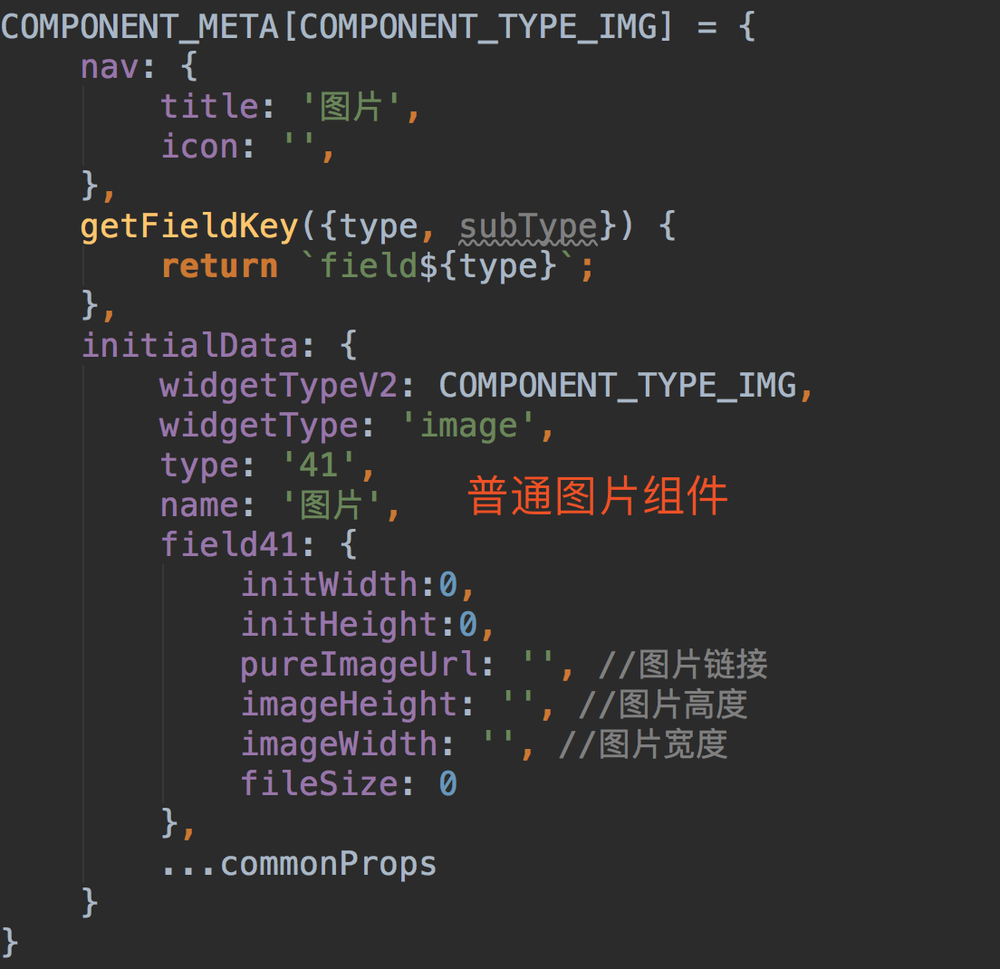 COMPONENT_META[COMPONENT_TYPE_IMG] = {
    nav: {
        title: '图片',
        icon: '',
    },
    getFieldKey({type, subType}) {
        return `field${type}`;
    },
    initialData: {
        widgetTypeV2: COMPONENT_TYPE_IMG,
        widgetType: 'image',
        type: '41',
        name: '图片',
普通图片组件
        field41: {
            initWidth:0,
            initHeight:0,
            pureImageUrl: '', //图片链接
            imageHeight: '', //图片高度
            imageWidth: '', //图片宽度
            fileSize: 0
        },
        ...commonProps
    }
}